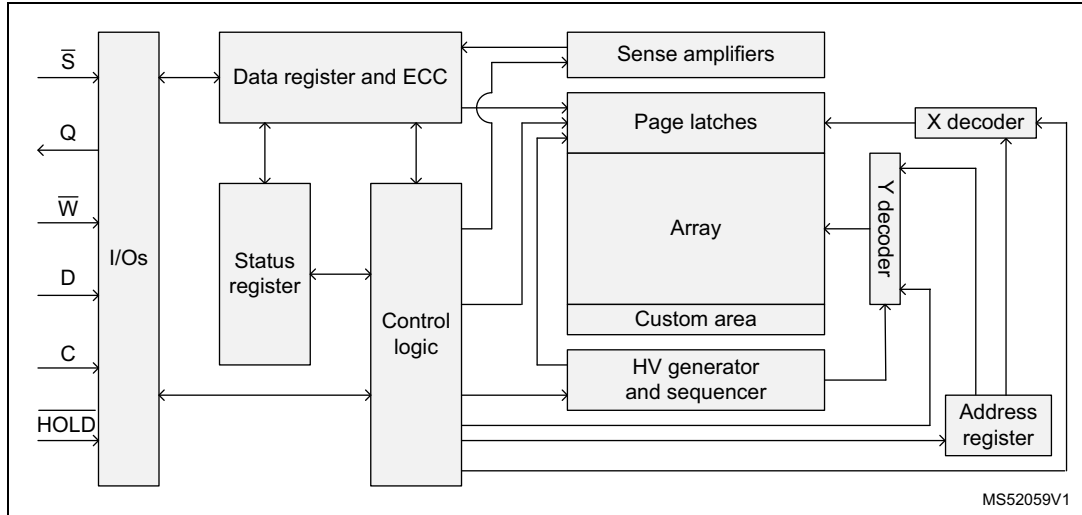 S̅
Q
W̅
D
C
H̅O̅L̅D̅
I/Os
Data register and ECC
Status
register
Control
logic
Sense amplifiers
Page latches
Array
Custom area
HV generator
and sequencer
X decoder
Y decoder
Address
register
MS52059V1